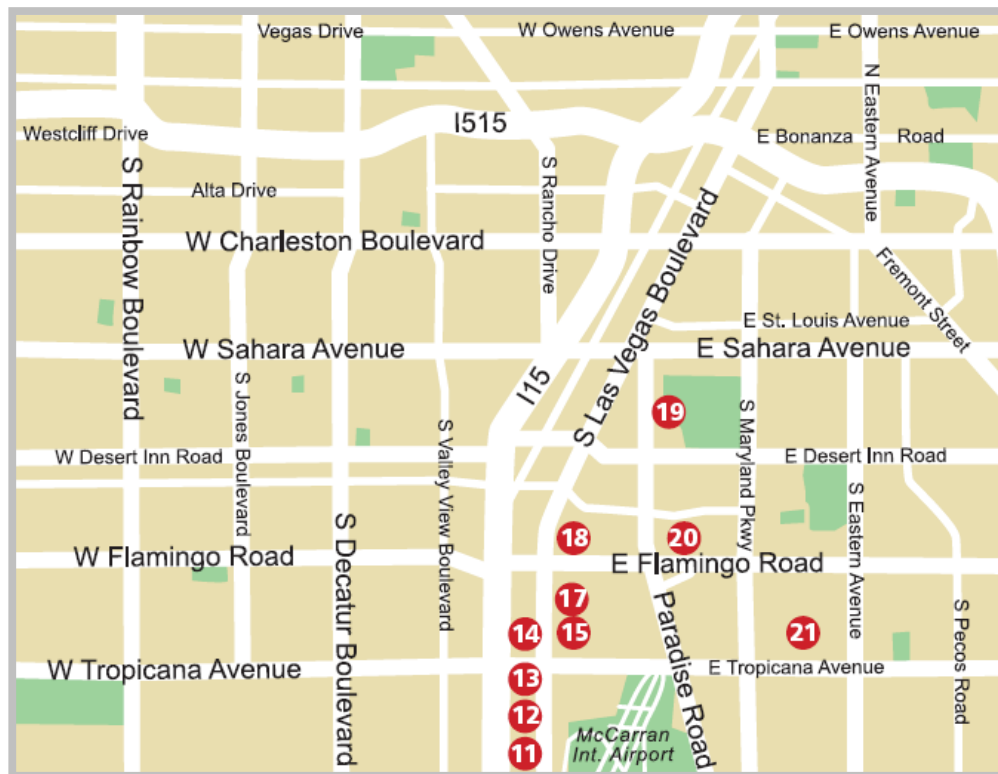 Vegas Drive
W Owens Avenue
E Owens Avenue
N Eastern Avenue
I515
Westcliff Drive
E Bonanza Road
S Rainbow Boulevard
S Rancho Drive
Alta Drive
S Las Vegas Boulevard
W Charleston Boulevard
Fremont Street
E St. Louis Avenue
W Sahara Avenue
E Sahara Avenue
I15
S Jones Boulevard
19
S Maryland Pkwy
S Valley View Boulevard
W Desert Inn Road
E Desert Inn Road
S Eastern Avenue
S Decatur Boulevard
18
20
W Flamingo Road
E Flamingo Road
17
Paradise Road
S Pecos Road
14
15
21
W Tropicana Avenue
E Tropicana Avenue
13
12
McCarran
Int. Airport
11